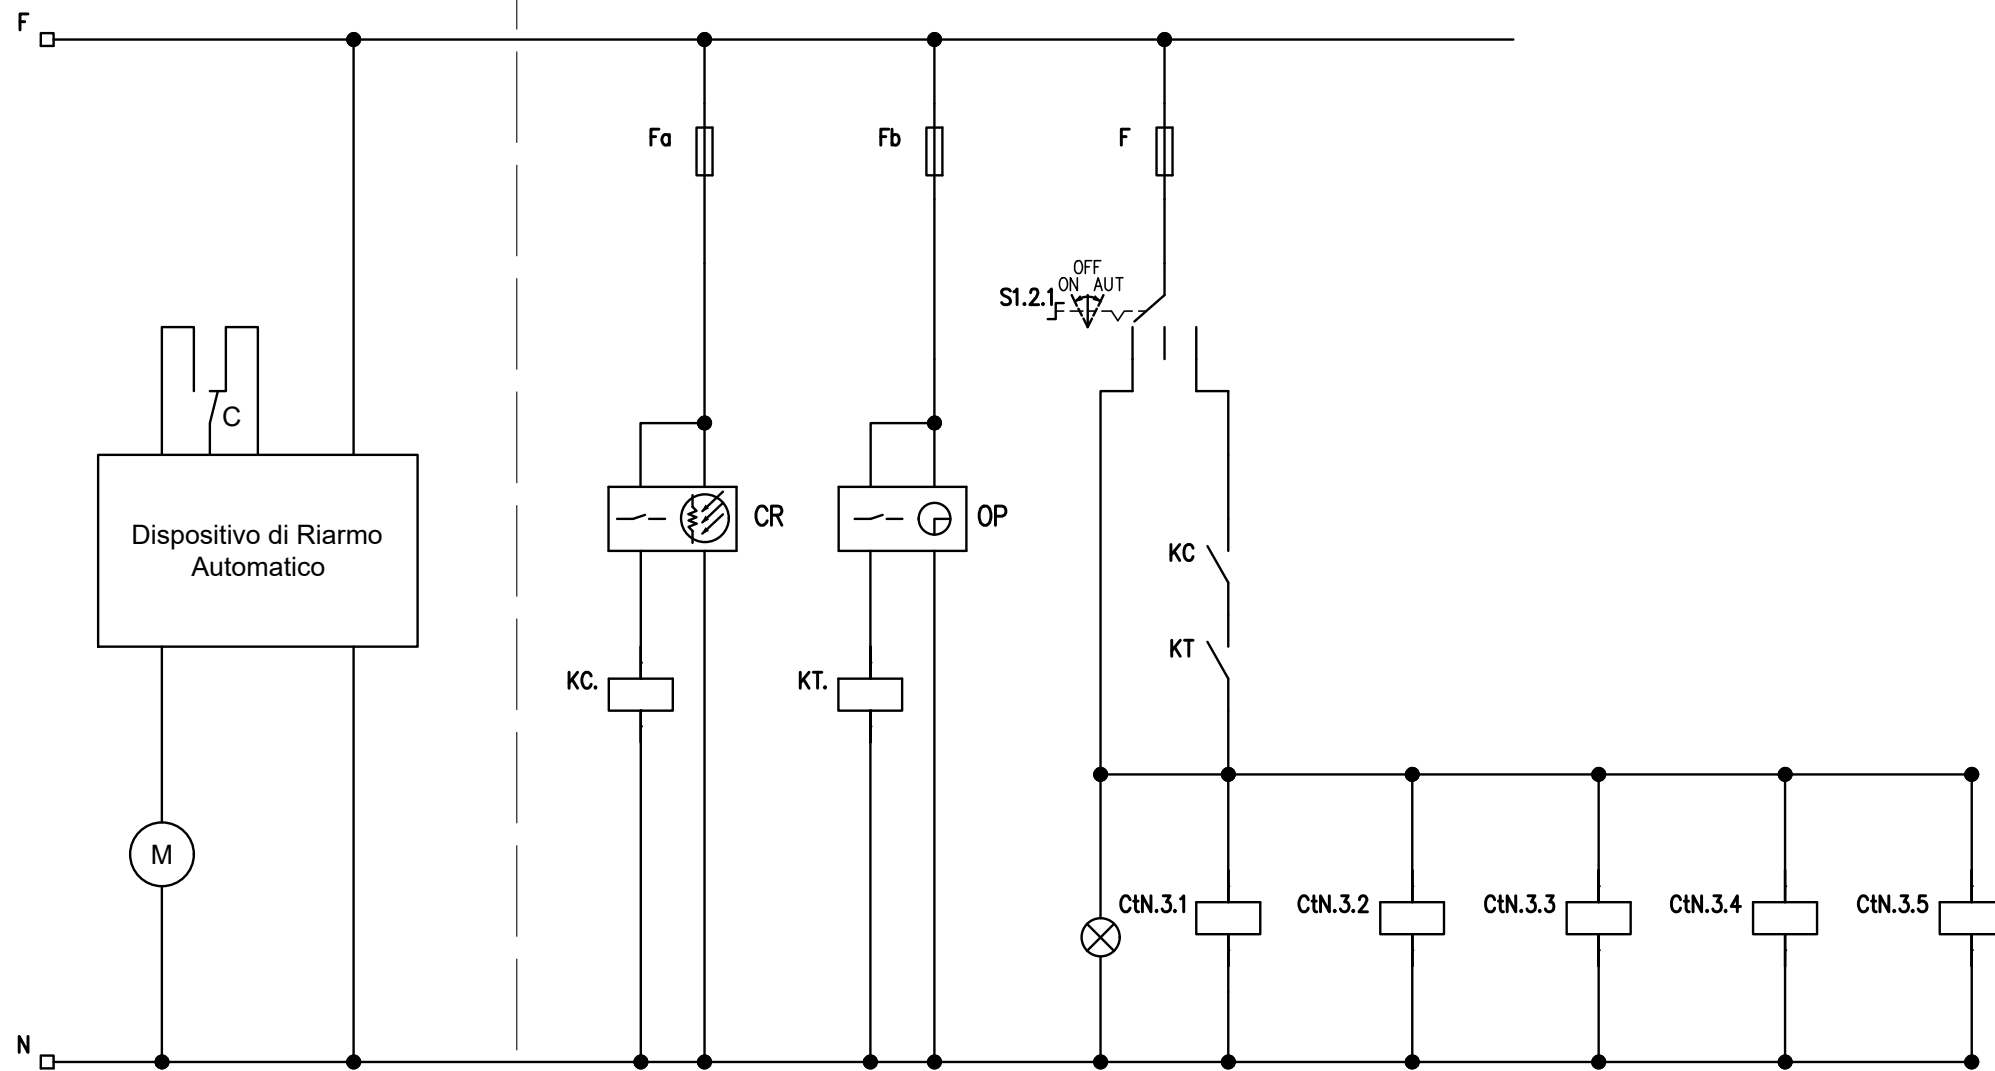 F
Fa
Fb
F
OFF
ON AUT
S1.2.1
C
Dispositivo di Riarmo
Automatico
CR
OP
KC
KT
KC.
KT.
M
CtN.3.1
CtN.3.2
CtN.3.3
CtN.3.4
CtN.3.5
N